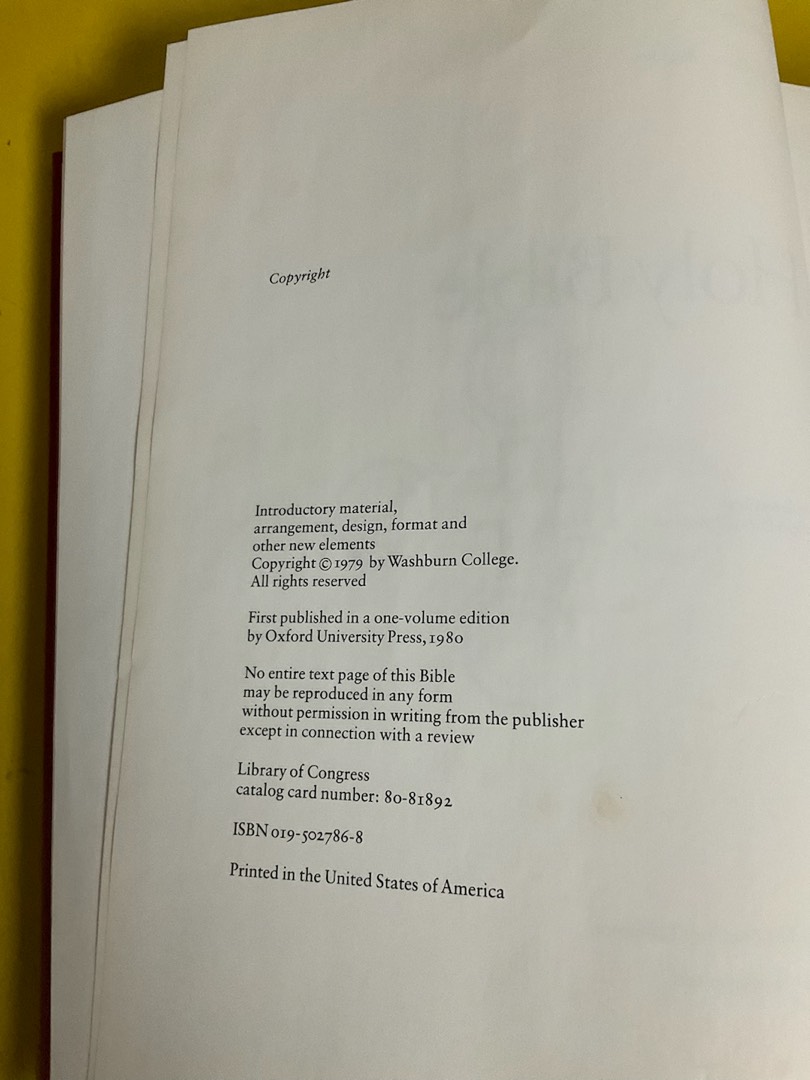 Copyright
Introductory material,
arrangement, design, format and
other new elements
Copyright © 1979 by Washburn College.
All rights reserved
First published in a one-volume edition
by Oxford University Press, 1980
No entire text page of this Bible
may be reproduced in any form
without permission in writing from the publisher
except in connection with a review
Library of Congress
catalog card number: 80-81892
ISBN 019-502786-8
Printed in the United States of America